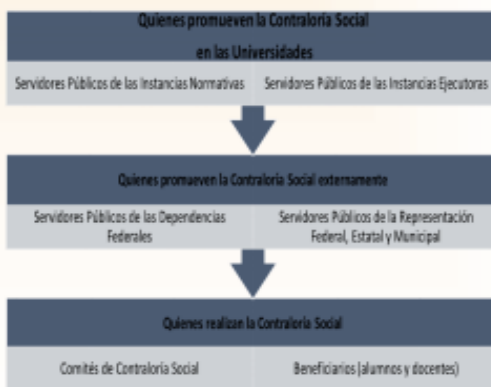 Quienes promueven la Contraloría Social
en las Universidades
Servidores Públicos de las Instancias Normativas
Servidores Públicos de las Instancias Ejecutoras
Quienes promueven la Contraloría Social externamente
Servidores Públicos de las Dependencias
Federales
Servidores Públicos de la Representación
Federal, Estatal y Municipal
Quienes realizan la Contraloría Social
Comités de Contraloría Social
Beneficiarios (alumnos y docentes)